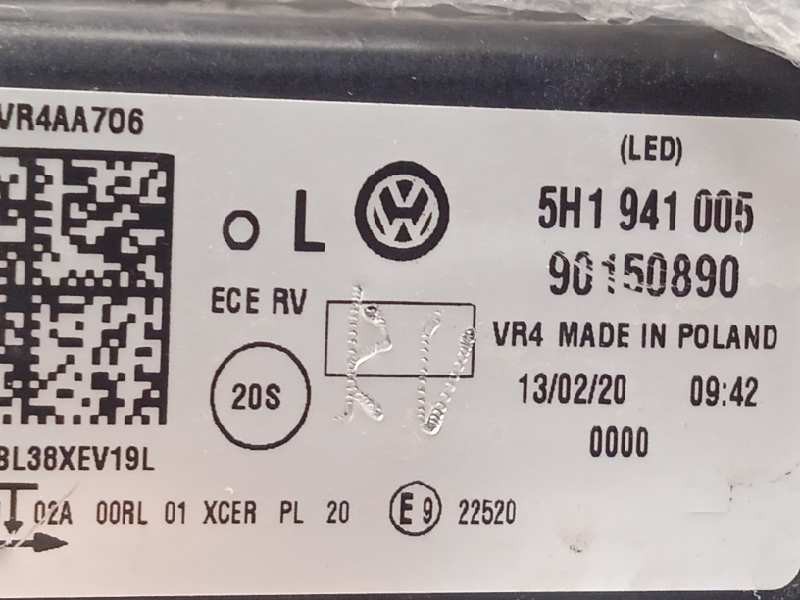 VR4AA706
(LED)
o L
5H1 941 005
90150890
ECE RV
VR4 MADE IN POLAND
20S
13/02/20 09:42
0000
BL38XEV19L
02A 00RL 01 XCER PL 20 E9 22520